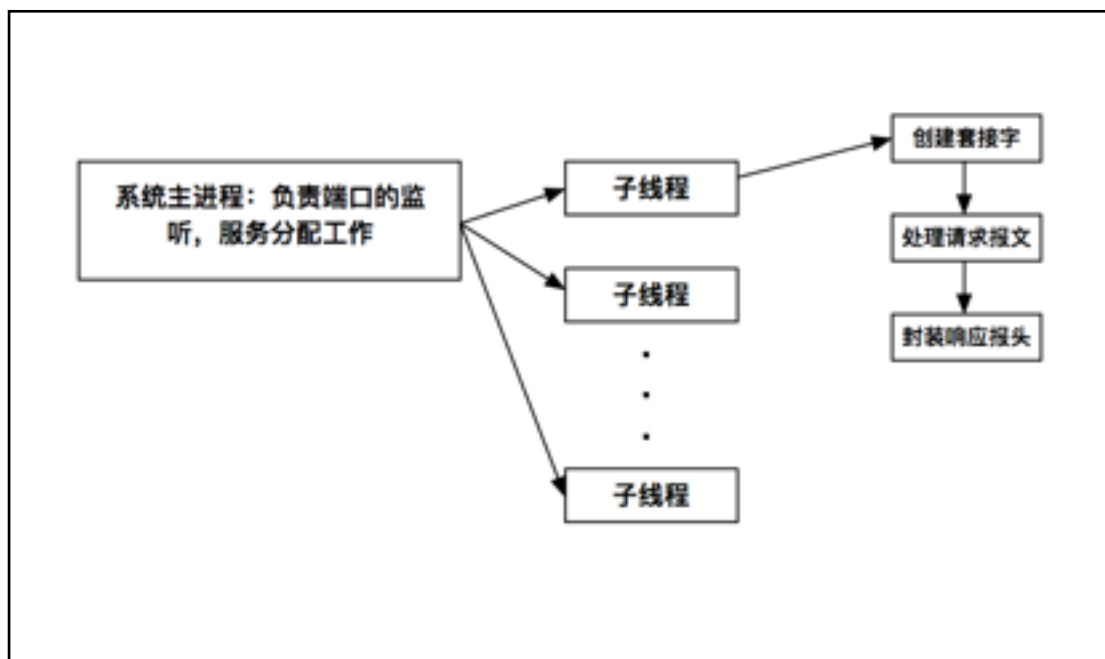 系统主进程：负责端口的监
听，服务分配工作
子线程
子线程
子线程
创建套接字
处理请求报文
封装响应报头